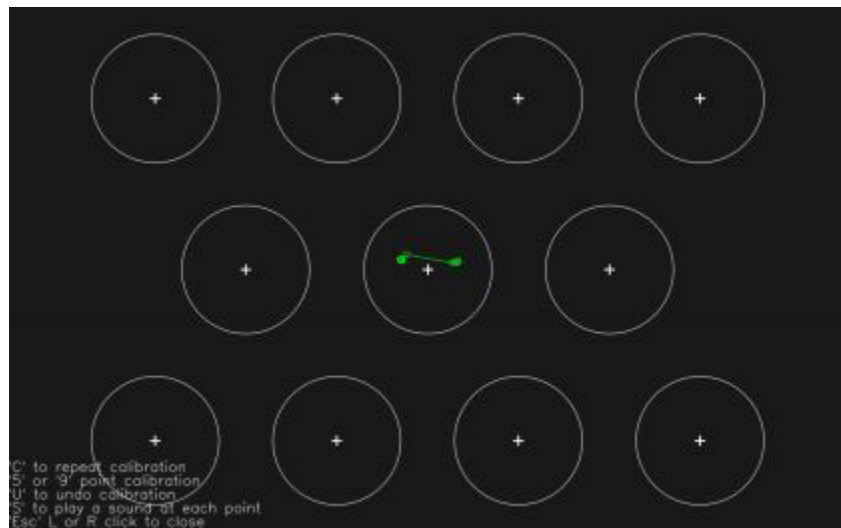 'C' to repeat calibration
'5' or '9' point calibration
'U' to undo calibration
'S' to play a sound at each point
'Esc' L or R click to close